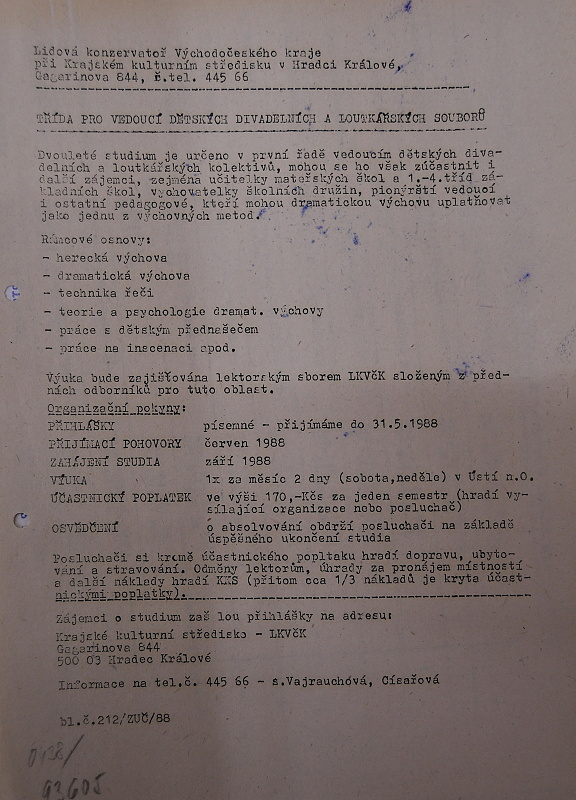 Lidová konzervatoř Východočeského kraje
při Krajském kulturním středisku v Hradci Králové,
Gagarinova 844, č.tel. 445 66
TŘÍDA PRO VEDOUCÍ DĚTSKÝCH DIVADELNÍCH A LOUTKÁŘSKÝCH SOUBORŮ
Dvouleté studium je určeno v první řadě vedoucím dětských diva-
delních a loutkářských kolektivů, mohou se ho však zúčastnit i
další zájemci, zejména učitelky mateřských škol a 1.-4.tříd zá-
kladních škol, vychovatelky školních družin, pionýrští vedoucí
i ostatní pedagogové, kteří mohou dramatickou výchovu uplatňovat
jako jednu z výchovných metod.
Rámcové osnovy:
- herecká výchova
- dramatická výchova
- technika řeči
- teorie a psychologie dramat. výchovy
- práce s dětským přednašečem
- práce na inscenaci apod.
Výuka bude zajišťována lektorským sborem LKVčK složeným z před-
ních odborníků pro tuto oblast.
Organizační pokyny:
PŘIHLÁŠKY písemné - přijímáme do 31.5.1988
PŘIJÍMACÍ POHOVORY červen 1988
ZAHÁJENÍ STUDIA září 1988
VÝUKA 1x za měsíc 2 dny (sobota,neděle) v Ústí n.O.
ÚČASTNICKÝ POPLATEK ve výši 170,-Kčs za jeden semestr (hradí vy-
sílající organizace nebo posluchač)
OSVĚDČENÍ o absolvování obdrží posluchači na základě
úspěšného ukončení studia
Posluchači si kromě účastnického popltaku hradí dopravu, ubyto-
vání a stravování. Odměny lektorům, úhrady za pronájem místností
a další náklady hradí KKS (přitom cca 1/3 nákladů je kryta účast-
nickými poplatky).
Zájemci o studium zaš lou přihlášky na adresu:
Krajské kulturní středisko - LKVčK
Gagarinova 844
500 03 Hradec Králové
Informace na tel.č. 445 66 - s.Vajrauchóvá, Císařová
bl.č.212/ZUČ/88